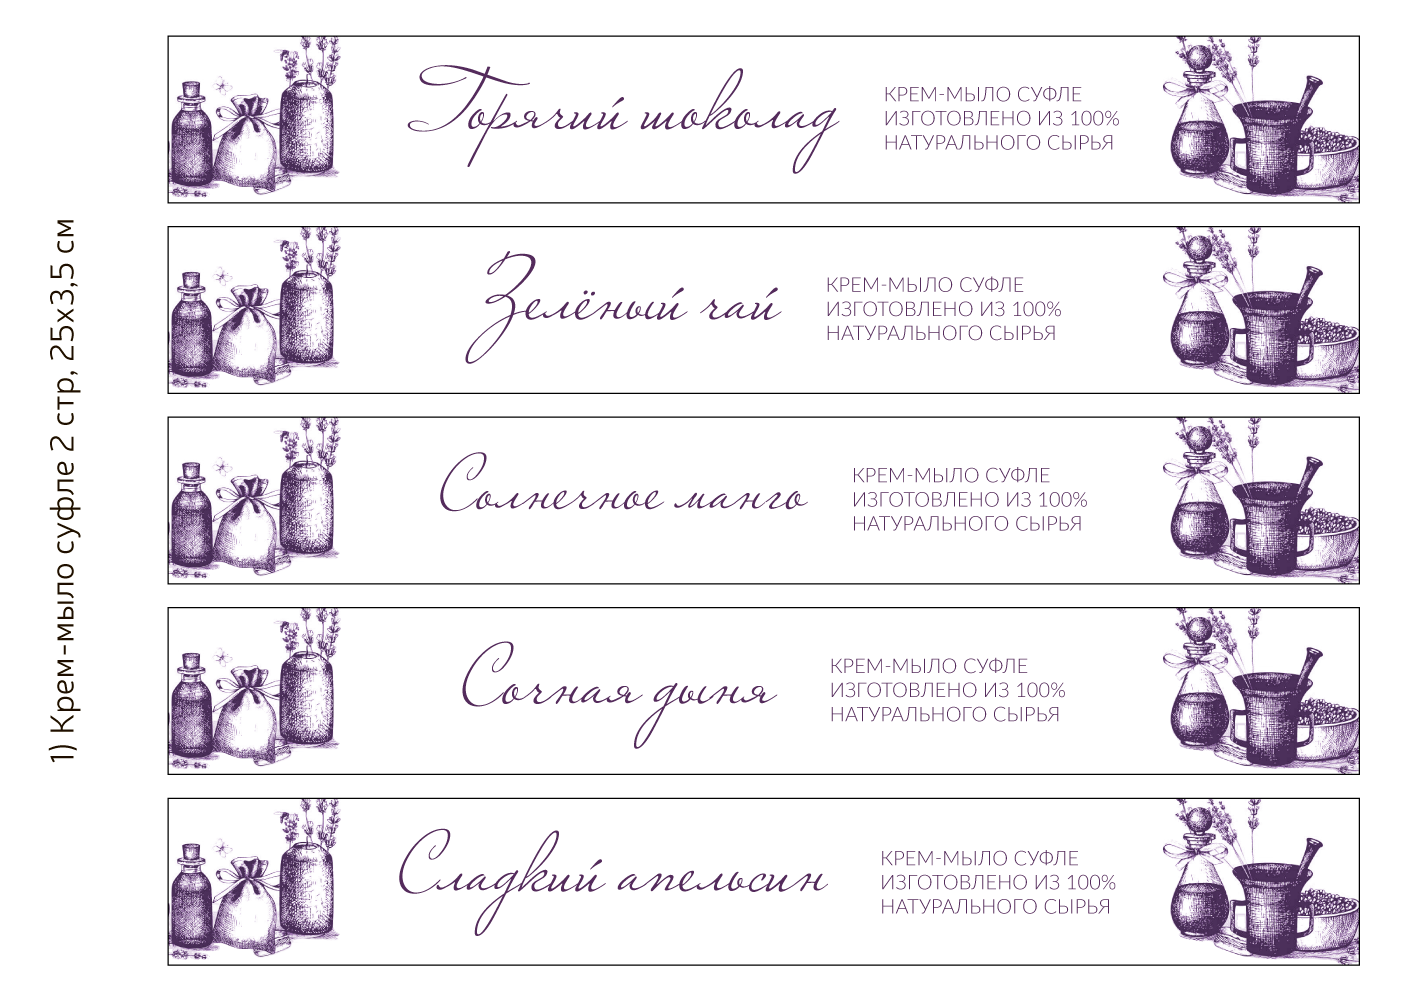 1) Крем-мыло суфле 2 стр, 25х3,5 см
Горячий шоколад
КРЕМ-МЫЛО СУФЛЕ
ИЗГОТОВЛЕНО ИЗ 100%
НАТУРАЛЬНОГО СЫРЬЯ
Зелёный чай
КРЕМ-МЫЛО СУФЛЕ
ИЗГОТОВЛЕНО ИЗ 100%
НАТУРАЛЬНОГО СЫРЬЯ
Солнечное манго
КРЕМ-МЫЛО СУФЛЕ
ИЗГОТОВЛЕНО ИЗ 100%
НАТУРАЛЬНОГО СЫРЬЯ
Сочная дыня
КРЕМ-МЫЛО СУФЛЕ
ИЗГОТОВЛЕНО ИЗ 100%
НАТУРАЛЬНОГО СЫРЬЯ
Сладкий апельсин
КРЕМ-МЫЛО СУФЛЕ
ИЗГОТОВЛЕНО ИЗ 100%
НАТУРАЛЬНОГО СЫРЬЯ